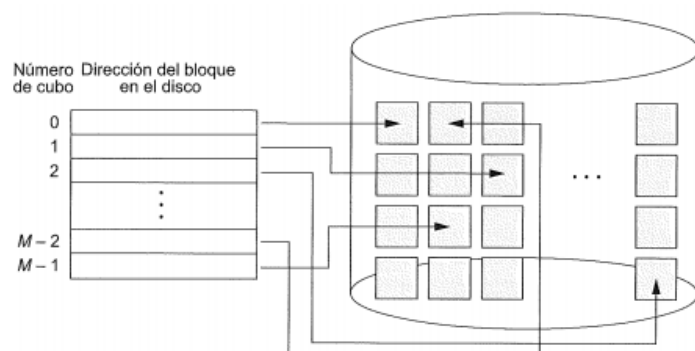 Número de cubo
Dirección del bloque en el disco
0
1
2
⋮
M – 2
M – 1
...